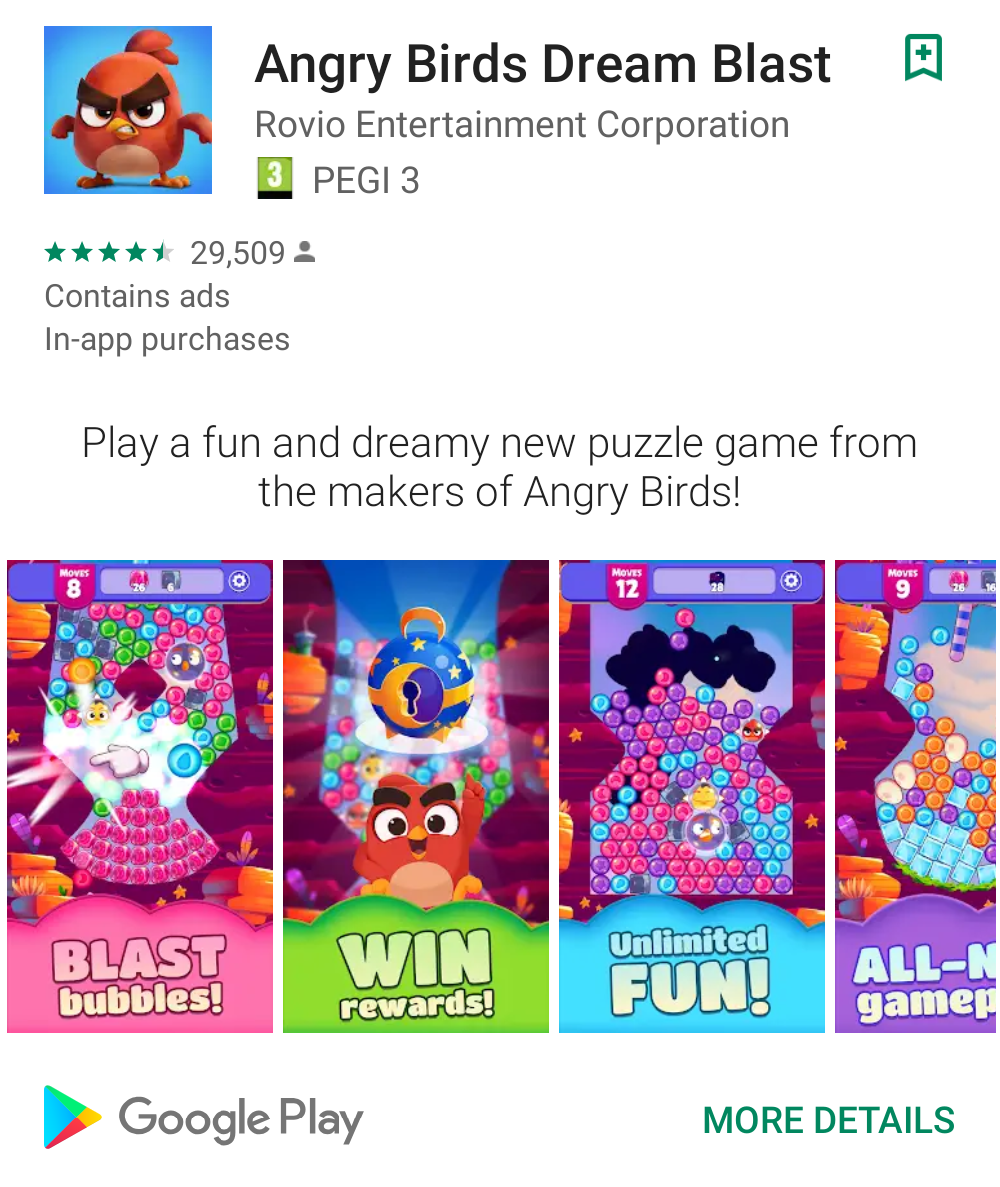 Angry Birds Dream Blast
Rovio Entertainment Corporation
3 PEGI 3
29,509
Contains ads
In-app purchases
Play a fun and dreamy new puzzle game from
the makers of Angry Birds!
MOVES
8
26 6
BLAST
bubbles!
WIN
rewards!
MOVES
12
28
Unlimited
FUN!
MOVES
9
26 16
ALL-N
gamep
Google Play
MORE DETAILS